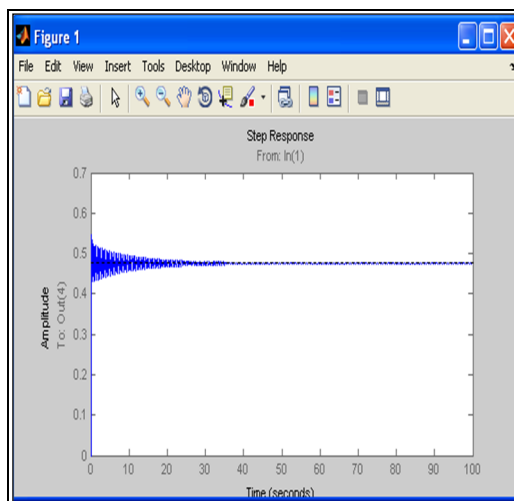 Figure 1
File Edit View Insert Tools Desktop Window Help
Step Response
From: In(1)
Amplitude
To: Out(4)
0.7
0.6
0.5
0.4
0.3
0.2
0.1
0
0 10 20 30 40 50 60 70 80 90 100
Time (seconds)